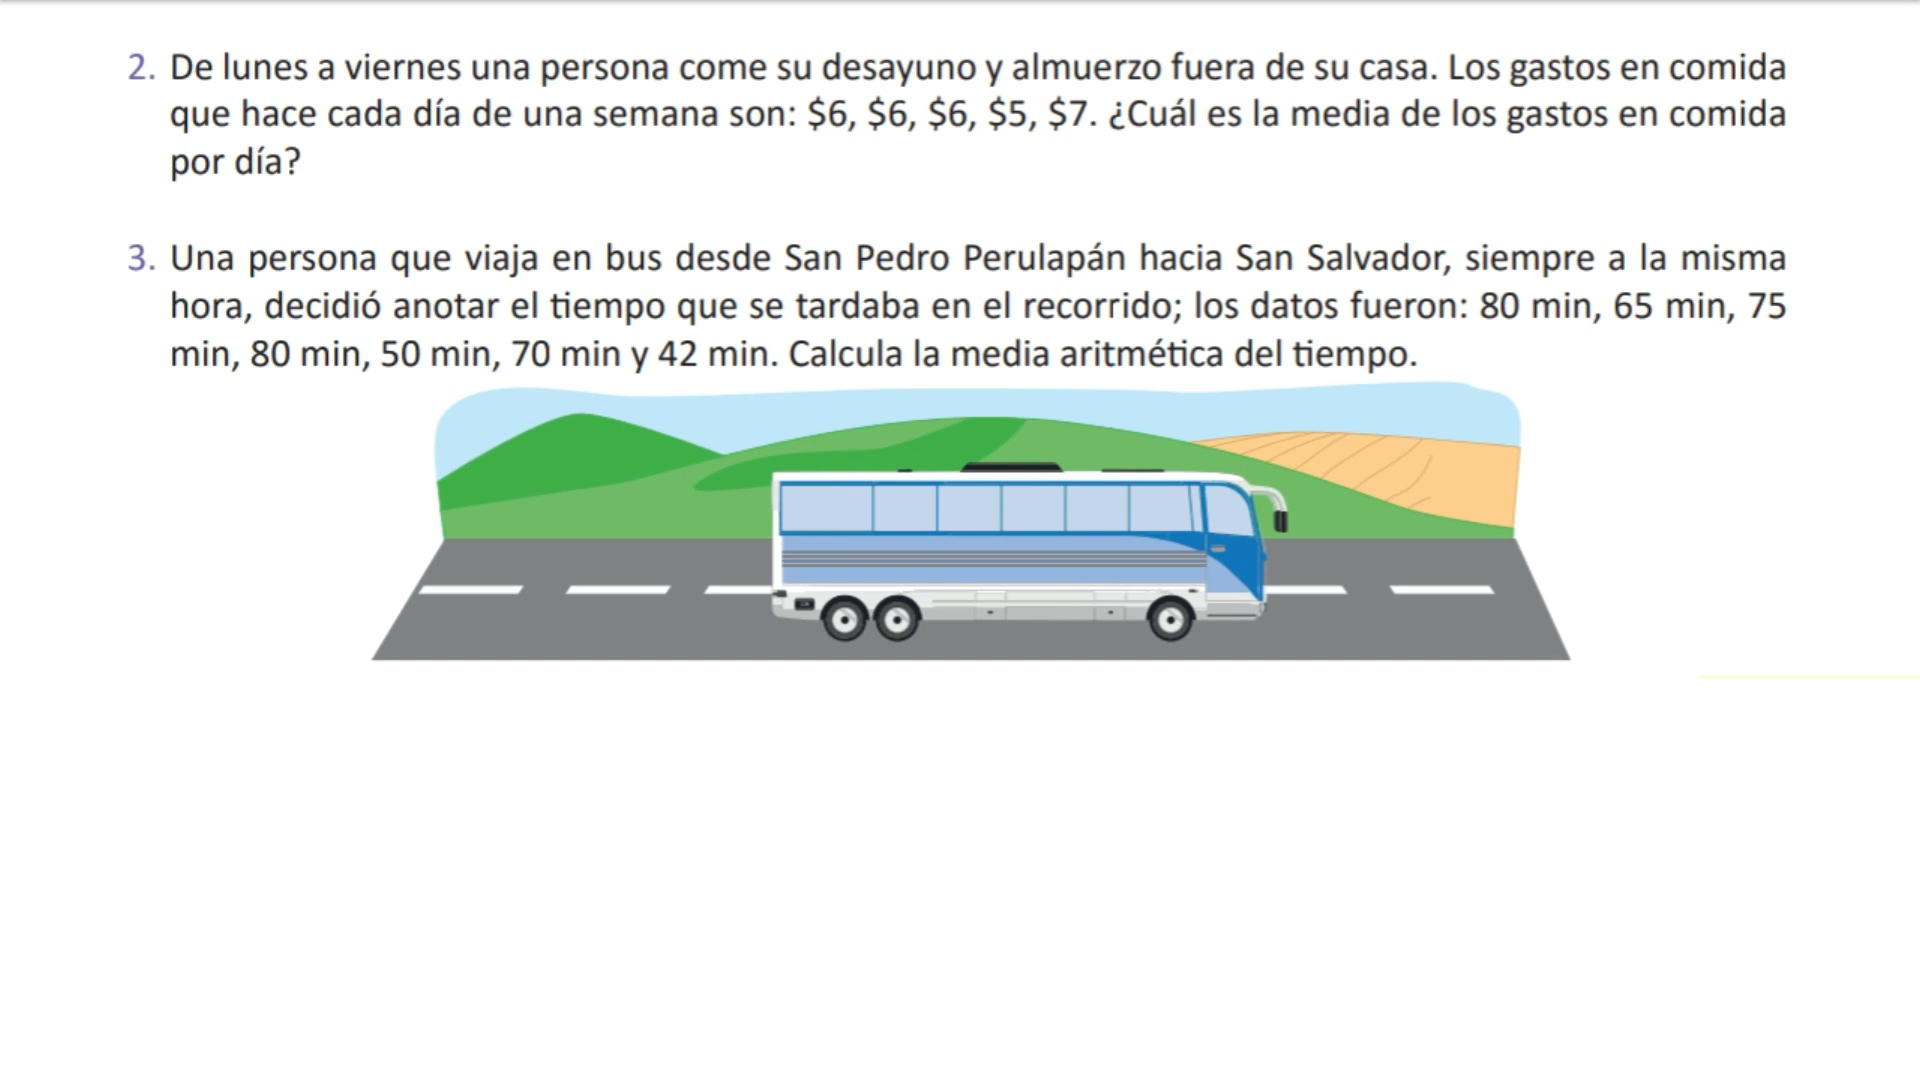 2. De lunes a viernes una persona come su desayuno y almuerzo fuera de su casa. Los gastos en comida
que hace cada día de una semana son: $6, $6, $6, $5, $7. ¿Cuál es la media de los gastos en comida
por día?
3. Una persona que viaja en bus desde San Pedro Perulapán hacia San Salvador, siempre a la misma
hora, decidió anotar el tiempo que se tardaba en el recorrido; los datos fueron: 80 min, 65 min, 75
min, 80 min, 50 min, 70 min y 42 min. Calcula la media aritmética del tiempo.